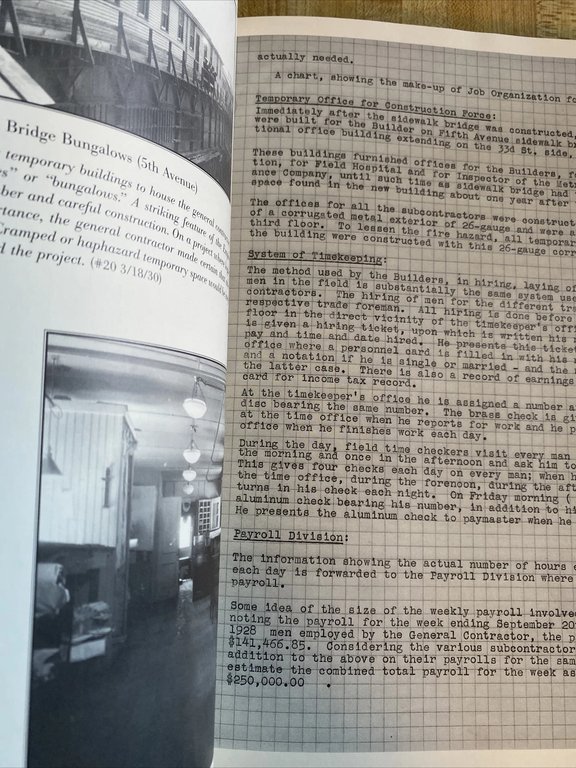 Bridge Bungalows (5th Avenue)
temporary buildings to house the general
" or "bungalows." A striking feature of the
ber and careful construction. On a project where
rtance, the general contractor made certain
Cramped or haphazard temporary space would
d the project. (#20 3/18/30)
actually needed.
A chart, showing the make-up of Job Organization fo
Temporary Office for Construction Force:
Immediately after the sidewalk bridge was constructed,
were built for the Builder on Fifth Avenue sidewalk br
tional office building extending on the 33d St. side,
These buildings furnished offices for the Builders, fo
tion, for Field Hospital and for Inspector of the Met
ance Company, until such time as sidewalk bridge had
space found in the new building about one year after
The offices for all the subcontractors were construct
of a corrugated metal exterior of 26-gauge and were a
third floor. To lessen the fire hazard, all temporar
the building were constructed with this 26-gauge corr
System of Timekeeping:
The method used by the Builders, in hiring, laying of
men in the field is substantially the same system use
contractors. The hiring of men for the different tra
respective trade foreman. All hiring is done before
floor in the direct vicinity of the timekeeper's offi
is given a hiring ticket, upon which is written his
pay and time and date hired. He presents this ticket
office where a personnel card is filled in with his
and a notation if he is single or married - and the
the latter case. There is also a record of earnings
card for income tax record.
At the timekeeper's office he is assigned a number a
disc bearing the same number. The brass check is gi
at the time office when he reports for work and he p
office when he finishes work each day.
During the day, field time checkers visit every man
the morning and once in the afternoon and ask him to
This gives four checks each day on every man; when h
the time office, during the forenoon, during the aft
turns in his check each night. On Friday morning (
aluminum check bearing his number, in addition to hi
He presents the aluminum check to paymaster when he
Payroll Division:
The information showing the actual number of hours e
each day is forwarded to the Payroll Division where
payroll.
Some idea of the size of the weekly payroll involve
noting the payroll for the week ending September 20
1928 men employed by the General Contractor, the p
$141,466.85. Considering the various subcontractor
addition to the above on their payrolls for the sam
estimate the combined total payroll for the week as
$250,000.00 .